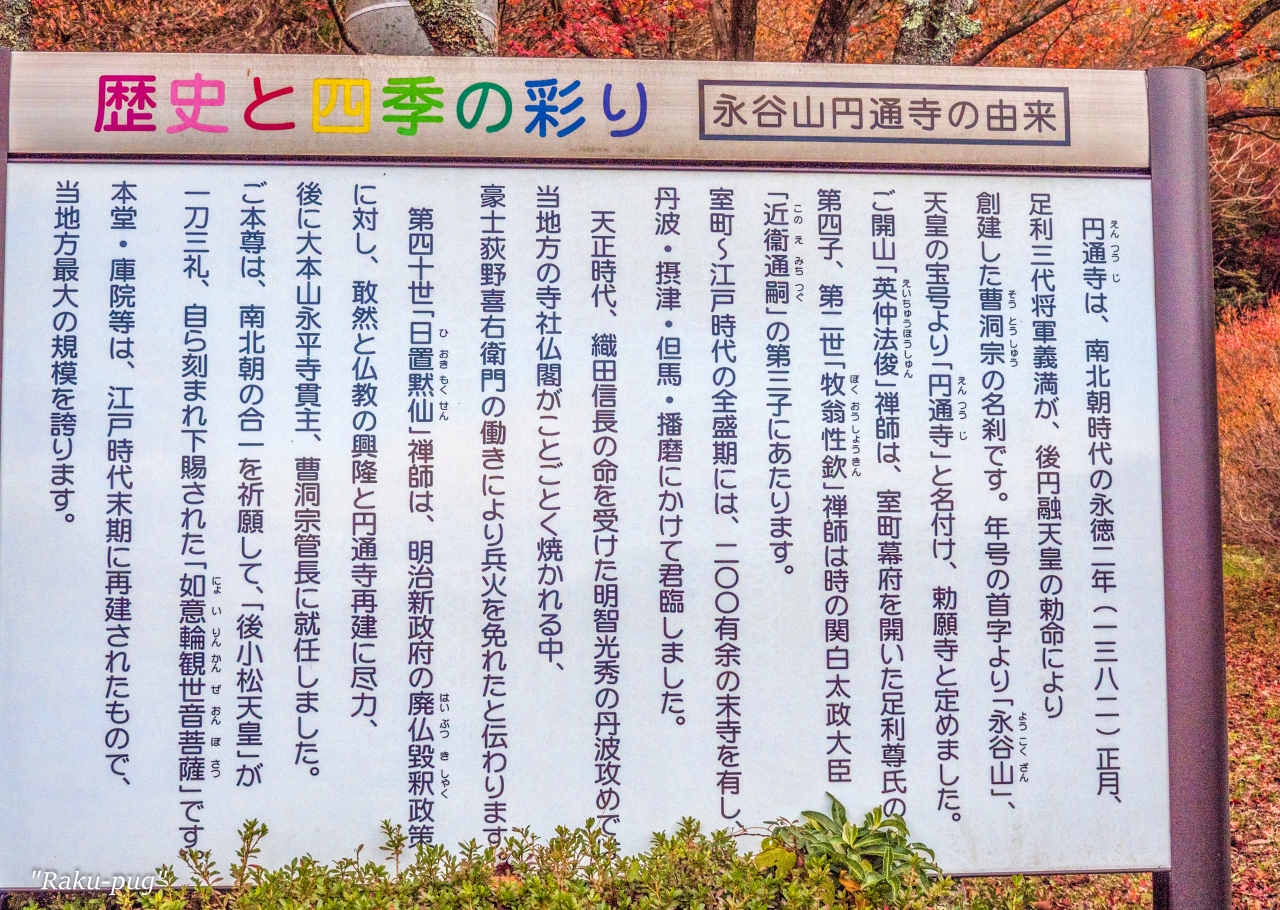 歴史と四季の彩り
永谷山円通寺の由来
円通寺は、南北朝時代の永徳二年（一三八二）正月、
足利三代将軍義満が、後円融天皇の勅命により
創建した曹洞宗の名刹です。年号の首字より「永谷山」、
天皇の宝号より「円通寺」と名付け、勅願寺と定めました。
ご開山「英仲法俊」禅師は、室町幕府を開いた足利尊氏の
第四子、第二世「牧翁性欽」禅師は時の関白太政大臣
「近衞通嗣」の第三子にあたります。
室町～江戸時代の全盛期には、二〇〇有余の末寺を有し、
丹波・摂津・但馬・播磨にかけて君臨しました。
天正時代、織田信長の命を受けた明智光秀の丹波攻めで
当地方の寺社仏閣がことごとく焼かれる中、
豪士荻野喜右衛門の働きにより兵火を免れたと伝わります
第四十世「日置黙仙」禅師は、明治新政府の廃仏毀釈政策
に対し、敢然と仏教の興隆と円通寺再建に尽力、
後に大本山永平寺貫主、曹洞宗管長に就任しました。
ご本尊は、南北朝の合一を祈願して、「後小松天皇」が
一刀三礼、自ら刻まれ下賜された「如意輪観世音菩薩」です
本堂・庫院等は、江戸時代末期に再建されたもので、
当地方最大の規模を誇ります。
"Raku-pug"